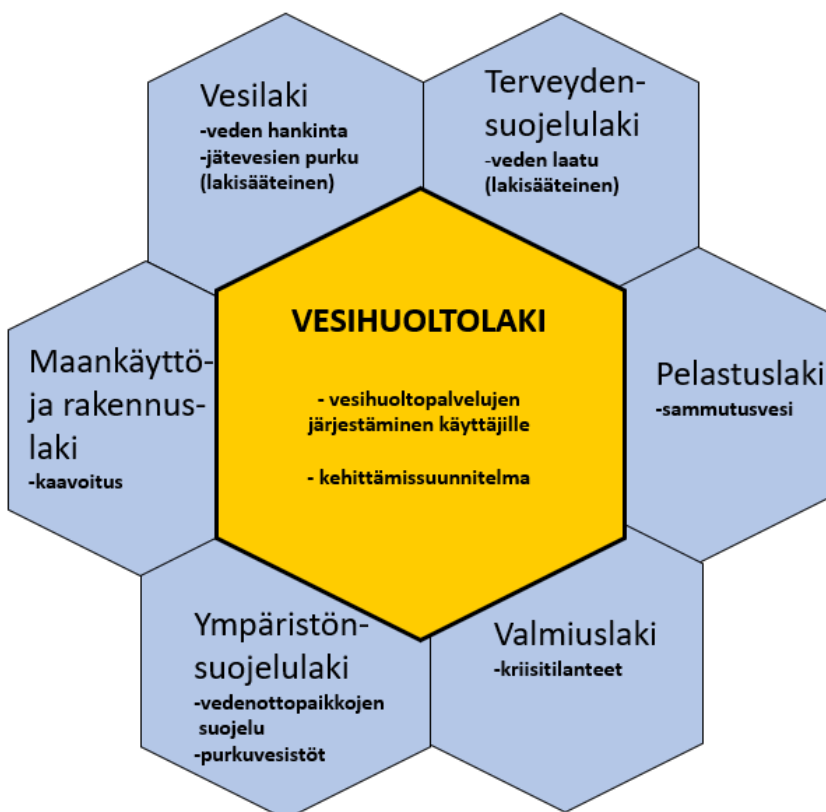 Vesilaki
-veden hankinta
-jätevesien purku
(lakisääteinen)
Terveyden-
suojelulaki
-veden laatu
(lakisääteinen)
VESIHUOLTOLAKI
- vesihuoltopalvelujen
järjestäminen käyttäjille
- kehittämissuunnitelma
Maankäyttö-
ja rakennus-
laki
-kaavoitus
Pelastuslaki
-sammutusvesi
Ympäristön-
suojelulaki
-vedenottopaikkojen
suojelu
-purkuvesistöt
Valmiuslaki
-kriisitilanteet